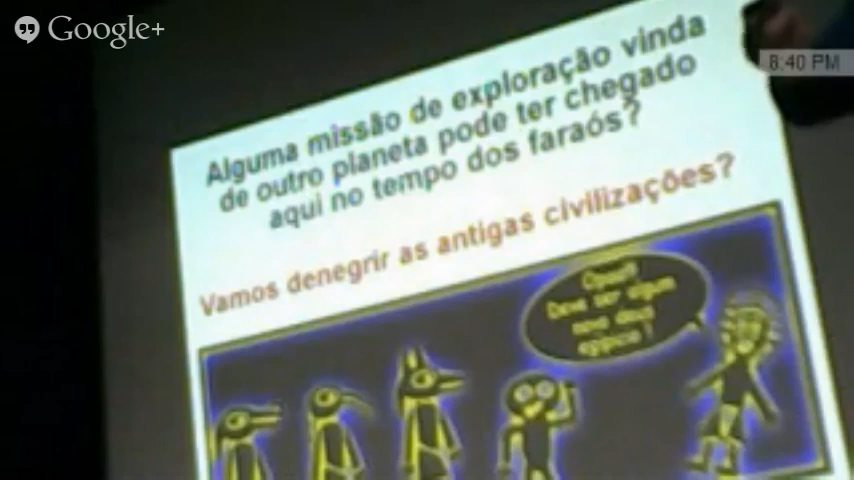 Google+
8:40 PM
Alguma missão de exploração vinda
de outro planeta pode ter chegado
aqui no tempo dos faraós?
Vamos denegrir as antigas civilizações?
Deve ser algum
novo deus
egípcio!